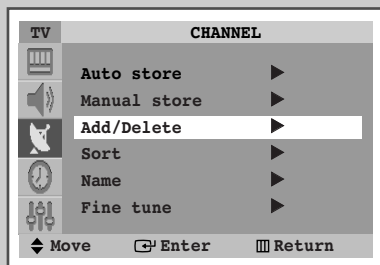 TV CHANNEL
Auto store
Manual store
Add/Delete
Sort
Name
Fine tune
Move Enter Return